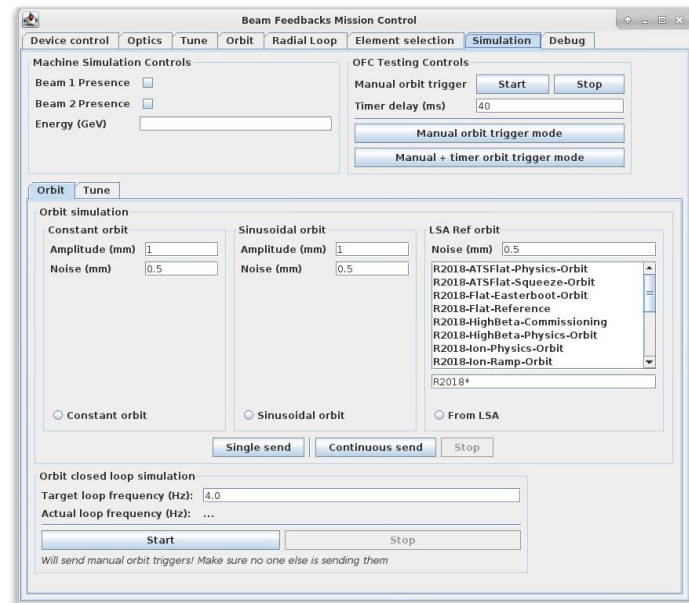 Beam Feedbacks Mission Control
Device control Optics Tune Orbit Radial Loop Element selection Simulation Debug
Machine Simulation Controls
Beam 1 Presence
Beam 2 Presence
Energy (GeV)
OFC Testing Controls
Manual orbit trigger Start Stop
Timer delay (ms) 40
Manual orbit trigger mode
Manual + timer orbit trigger mode
Orbit Tune
Orbit simulation
Constant orbit
Amplitude (mm) 1
Noise (mm) 0.5
Constant orbit
Sinusoidal orbit
Amplitude (mm) 1
Noise (mm) 0.5
Sinusoidal orbit
LSA Ref orbit
Noise (mm) 0.5
R2018-ATSFlat-Physics-Orbit
R2018-ATSFlat-Squeeze-Orbit
R2018-Flat-Easterboot-Orbit
R2018-Flat-Reference
R2018-HighBeta-Commissioning
R2018-HighBeta-Physics-Orbit
R2018-Ion-Physics-Orbit
R2018-Ion-Ramp-Orbit
R2018*
From LSA
Single send Continuous send Stop
Orbit closed loop simulation
Target loop frequency (Hz): 4.0
Actual loop frequency (Hz): ...
Start Stop
Will send manual orbit triggers! Make sure no one else is sending them